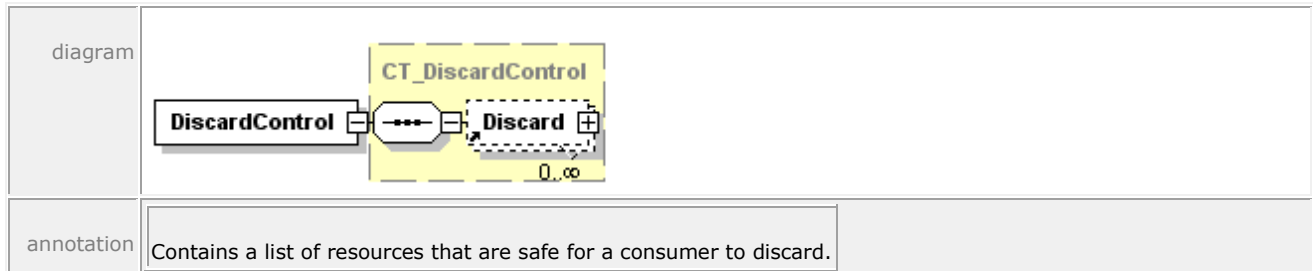 diagram
CT_DiscardControl
DiscardControl
Discard
0..∞
annotation
Contains a list of resources that are safe for a consumer to discard.